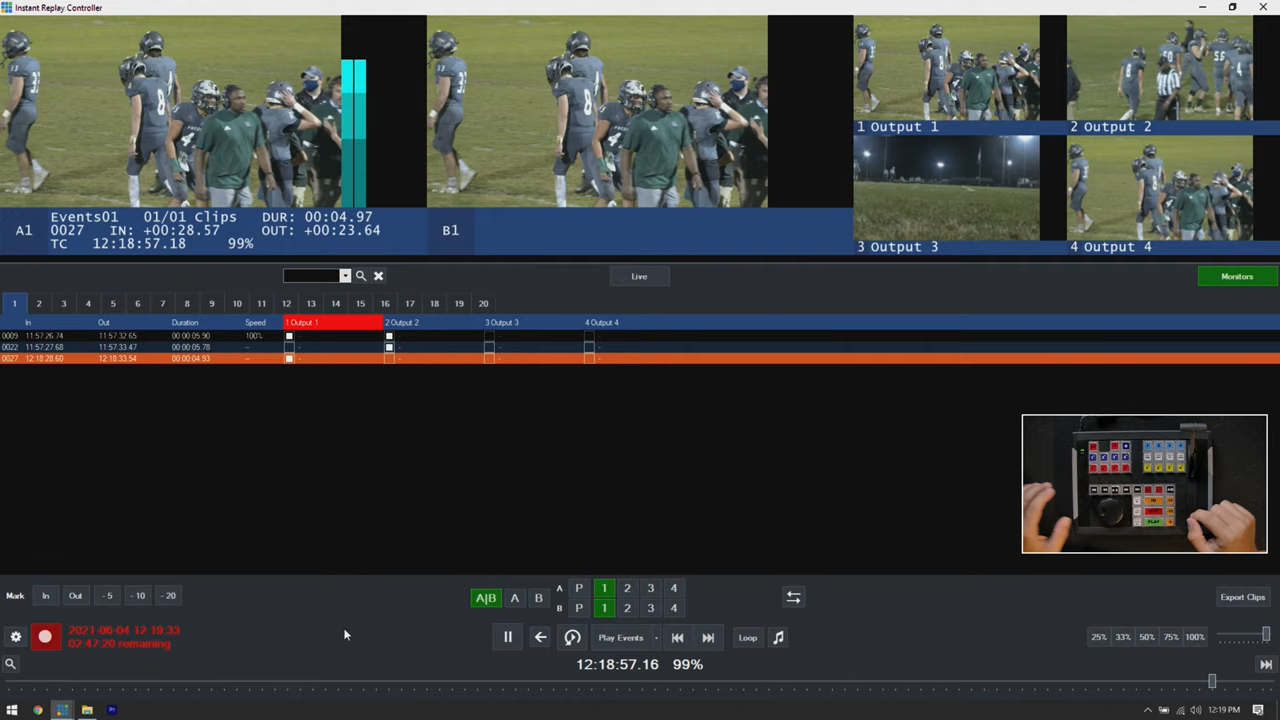 Instant Replay Controller
A1
Events01 01/01 Clips DUR: 00:04.97
0027 IN: +00:28.57 OUT: +00:23.64
TC 12:18:57.18 99%
B1
1 Output 1
2 Output 2
3 Output 3
4 Output 4
Live
Monitors
1 2 3 4 5 6 7 8 9 10 11 12 13 14 15 16 17 18 19 20
In Out Duration Speed 1 Output 1 2 Output 2 3 Output 3 4 Output 4
0009 11:57:26.74 11:57:32.65 00:00:05.90 100% - - - -
0022 11:57:27.68 11:57:33.47 00:00:05.78 -- - - - -
0027 12:18:28.60 12:18:33.54 00:00:04.93 -- - - - -
Mark In Out - 5 - 10 - 20
A|B A B
A P 1 2 3 4
B P 1 2 3 4
Export Clips
2021-06-04 12 19:33
02:47:20 remaining
Play Events
Loop
25% 33% 50% 75% 100%
12:18:57.16 99%
12:19 PM